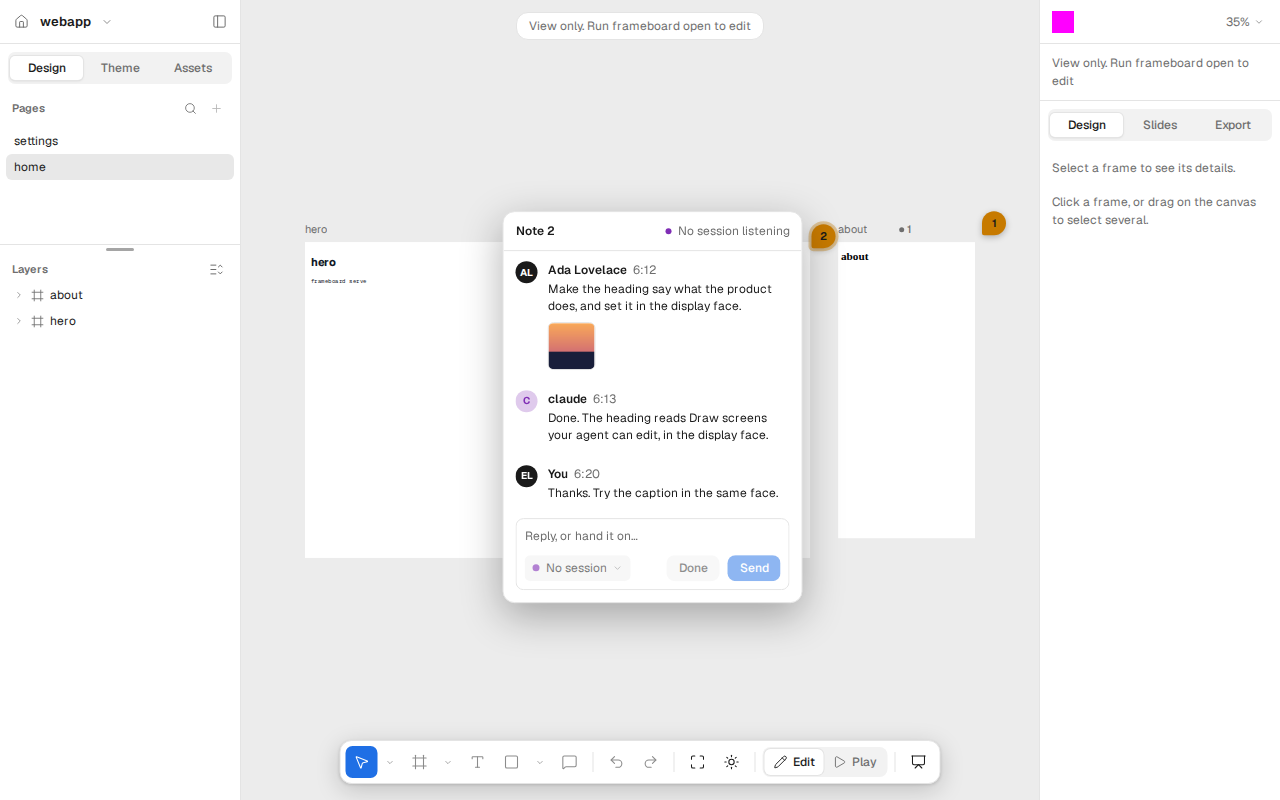 webapp
Design
Theme
Assets
Pages
settings
home
Layers
about
hero
View only. Run frameboard open to edit
hero
hero
frameboard serve
Note 2
No session listening
AL
Ada Lovelace 6:12
Make the heading say what the product
does, and set it in the display face.
C
claude 6:13
Done. The heading reads Draw screens
your agent can edit, in the display face.
EL
You 6:20
Thanks. Try the caption in the same face.
Reply, or hand it on...
No session
Done
Send
2
about
1
1
about
Edit
Play
35%
View only. Run frameboard open to
edit
Design
Slides
Export
Select a frame to see its details.
Click a frame, or drag on the canvas
to select several.